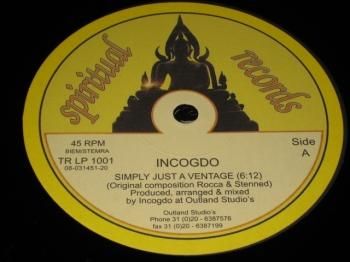 spiritual records
45 RPM
BIEM/STEMRA
Side
A
TR LP 1001
08-031451-20
INCOGDO
SIMPLY JUST A VENTAGE (6:12)
(Original composition Rocca & Stenned)
Produced, arranged & mixed
by Incogdo at Outland Studio's
Outland Studio's
Phone 31 (0)20 - 6387576
fax 31 (0)20 - 6387199